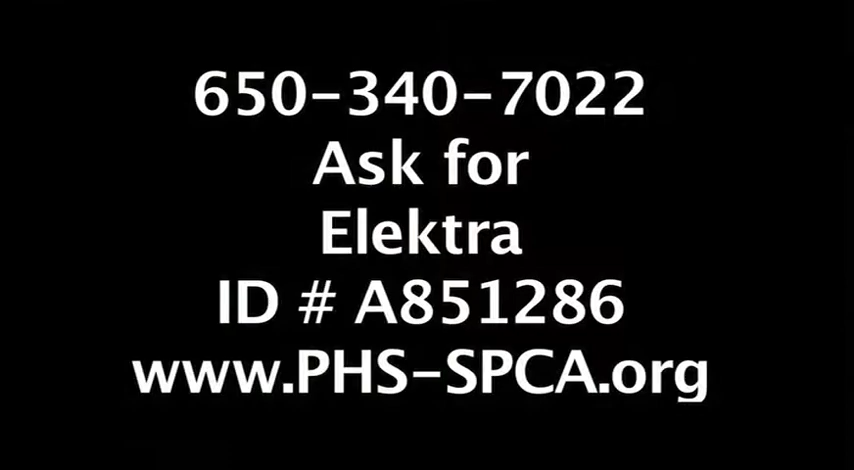 650-340-7022
Ask for
Elektra
ID # A851286
www.PHS-SPCA.org